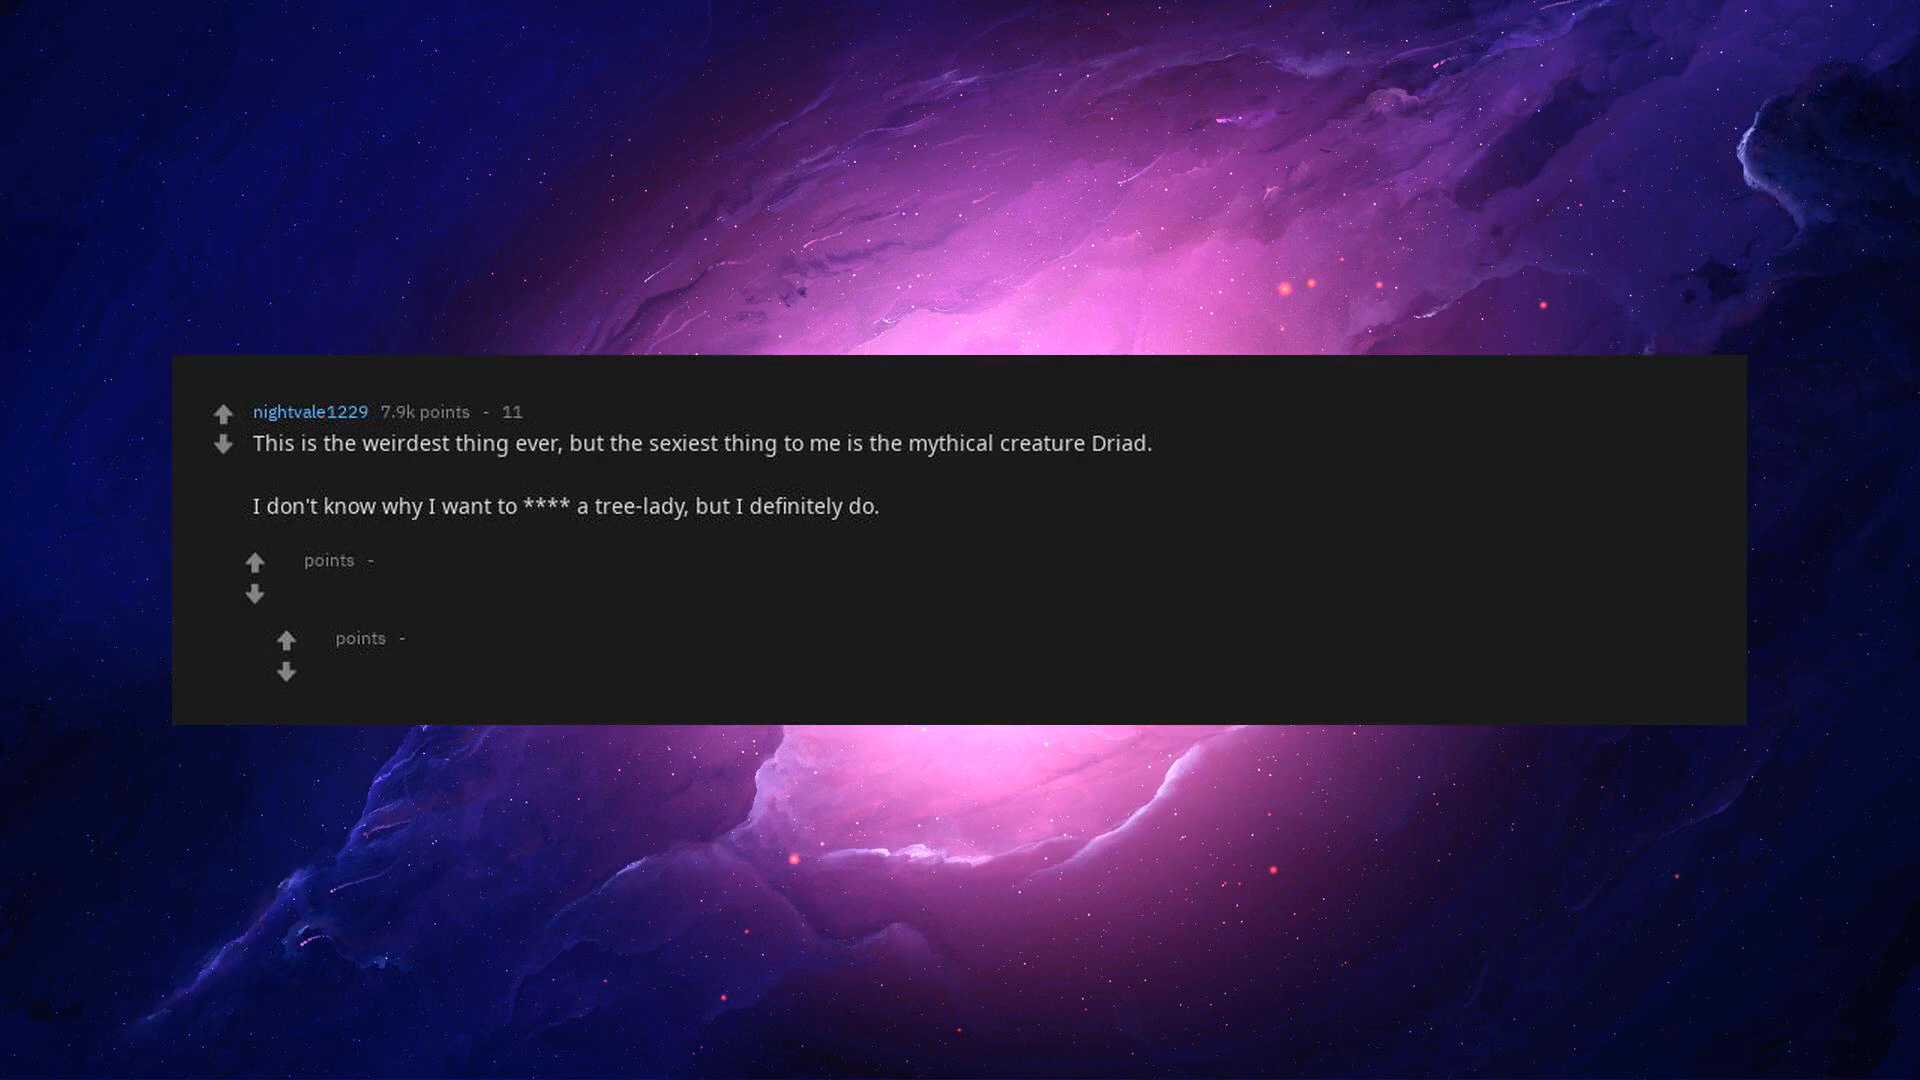 nightvale1229 7.9k points - 11
This is the weirdest thing ever, but the sexiest thing to me is the mythical creature Driad.
I don't know why I want to **** a tree-lady, but I definitely do.
points -
points -